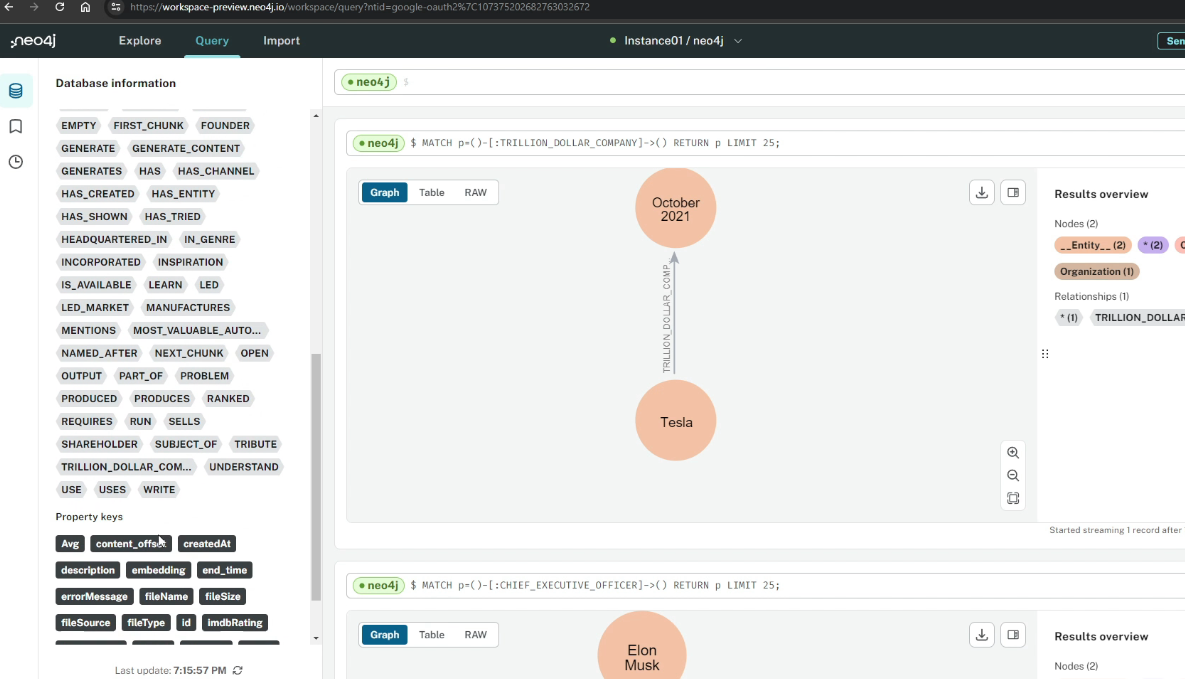 https://workspace-preview.neo4j.io/workspace/query?ntid=google-oauth2%7C107375202682763032672
:neo4j
Explore Query Import
Instance01 / neo4j
Sen
Database information
EMPTY FIRST_CHUNK FOUNDER
GENERATE GENERATE_CONTENT
GENERATES HAS HAS_CHANNEL
HAS_CREATED HAS_ENTITY
HAS_SHOWN HAS_TRIED
HEADQUARTERED_IN IN_GENRE
INCORPORATED INSPIRATION
IS_AVAILABLE LEARN LED
LED_MARKET MANUFACTURES
MENTIONS MOST_VALUABLE_AUTO...
NAMED_AFTER NEXT_CHUNK OPEN
OUTPUT PART_OF PROBLEM
PRODUCED PRODUCES RANKED
REQUIRES RUN SELLS
SHAREHOLDER SUBJECT_OF TRIBUTE
TRILLION_DOLLAR_COM... UNDERSTAND
USE USES WRITE
Property keys
Avg content_offset createdAt
description embedding end_time
errorMessage fileName fileSize
fileSource fileType id imdbRating
Last update: 7:15:57 PM
neo4j $
neo4j $ MATCH p=()-[:TRILLION_DOLLAR_COMPANY]->() RETURN p LIMIT 25;
Graph Table RAW
October
2021
TRILLION_DOLLAR_COMP…
Tesla
Results overview
Nodes (2)
__Entity__ (2) * (2)
Organization (1)
Relationships (1)
* (1) TRILLION_DOLLAR
Started streaming 1 record after
neo4j $ MATCH p=()-[:CHIEF_EXECUTIVE_OFFICER]->() RETURN p LIMIT 25;
Graph Table RAW
Elon
Musk
Results overview
Nodes (2)